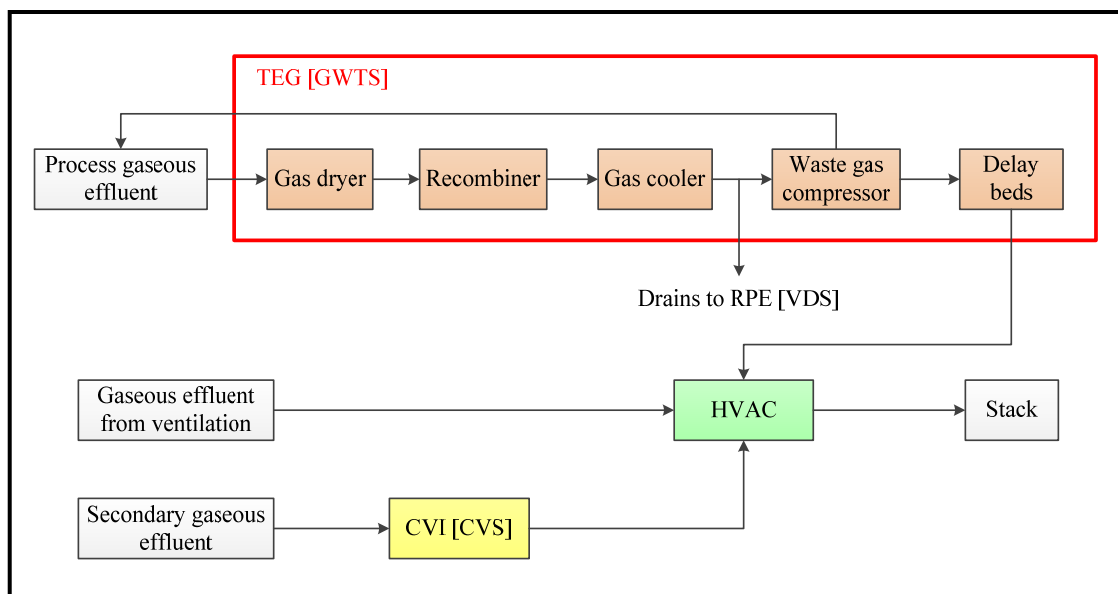 TEG [GWTS]
Process gaseous
effluent
Gas dryer
Recombiner
Gas cooler
Waste gas
compressor
Delay
beds
Drains to RPE [VDS]
Gaseous effluent
from ventilation
HVAC
Stack
Secondary gaseous
effluent
CVI [CVS]